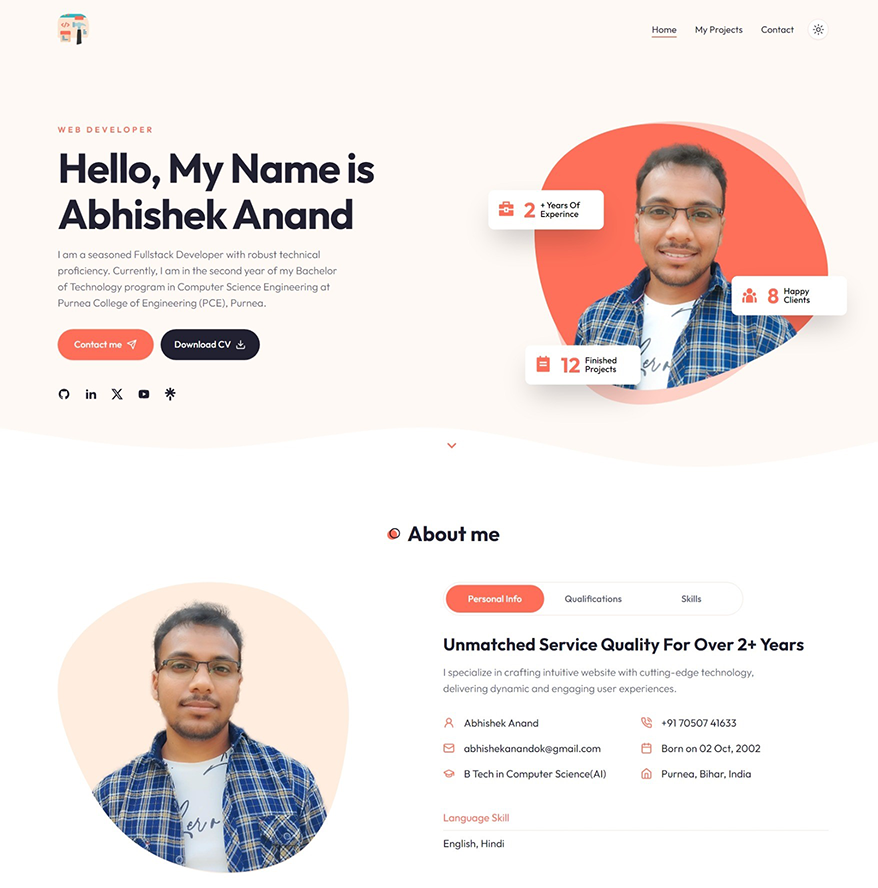 Home
My Projects
Contact
WEB DEVELOPER
Hello, My Name is
Abhishek Anand
I am a seasoned Fullstack Developer with robust technical
proficiency. Currently, I am in the second year of my Bachelor
of Technology program in Computer Science Engineering at
Purnea College of Engineering (PCE), Purnea.
Contact me
Download CV
2
+ Years Of
Experince
8
Happy
Clients
12
Finished
Projects
About me
Personal Info
Qualifications
Skills
Unmatched Service Quality For Over 2+ Years
I specialize in crafting intuitive website with cutting-edge technology,
delivering dynamic and engaging user experiences.
Abhishek Anand
+91 70507 41633
abhishekanandok@gmail.com
Born on 02 Oct, 2002
B Tech in Computer Science(AI)
Purnea, Bihar, India
Language Skill
English, Hindi